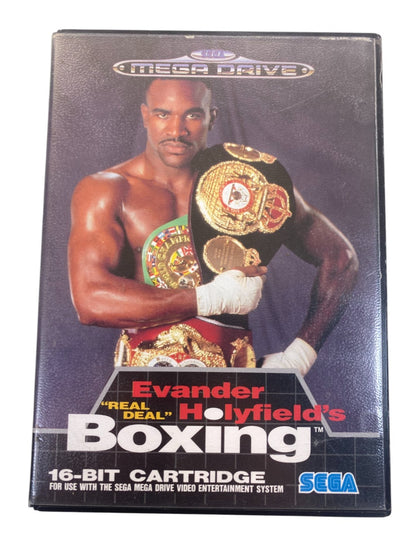 MEGA DRIVE
Evander
"REAL DEAL" Holyfield's
Boxing™
16-BIT CARTRIDGE
FOR USE WITH THE SEGA MEGA DRIVE VIDEO ENTERTAINMENT SYSTEM
SEGA